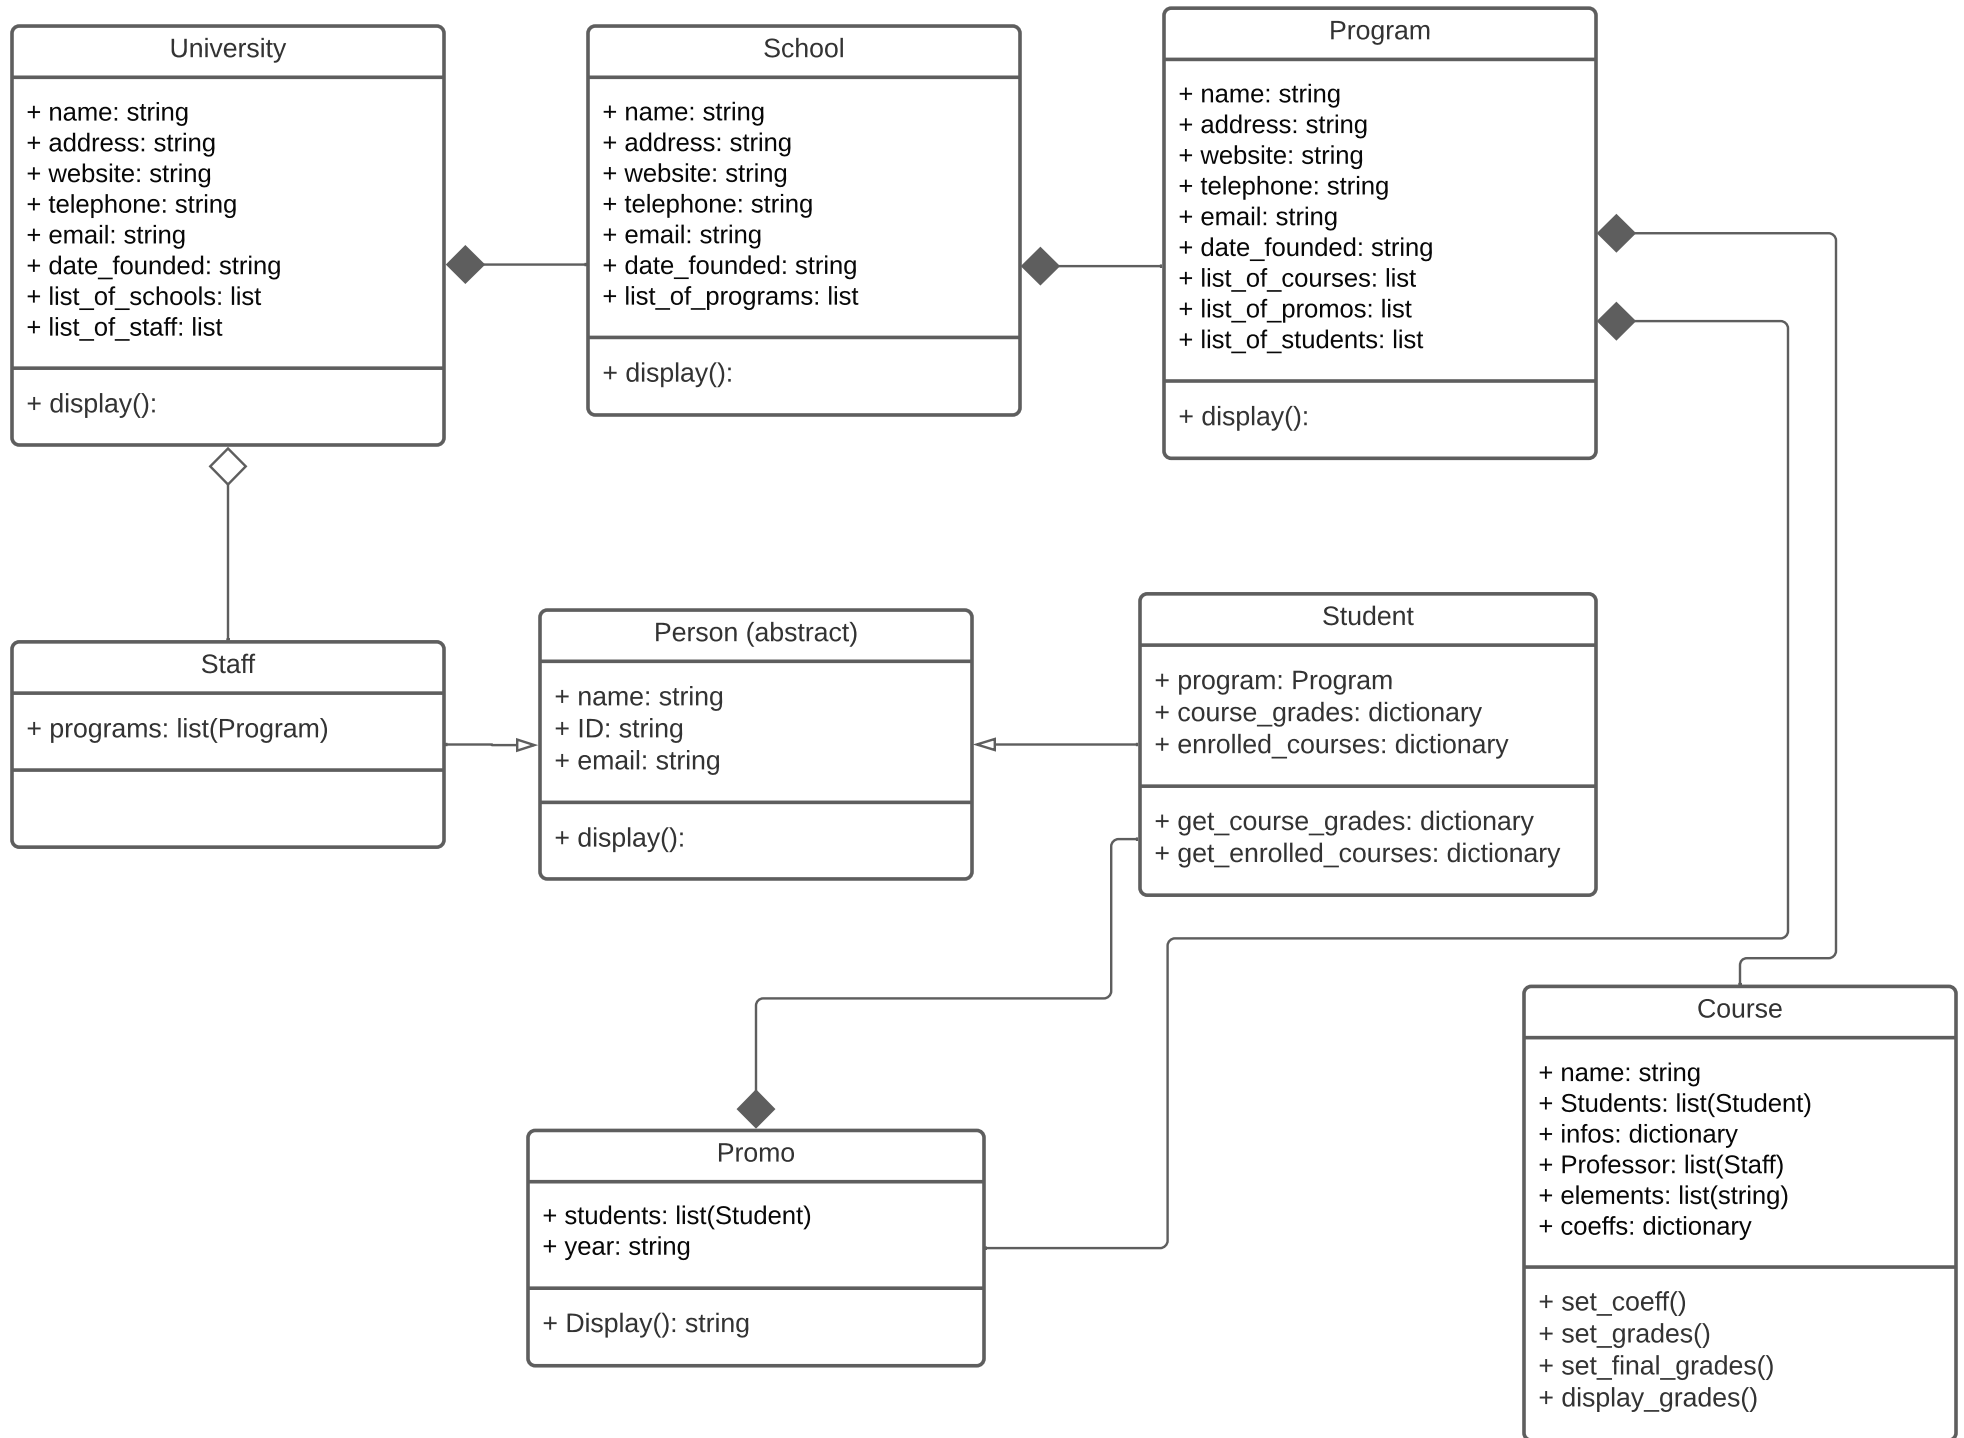 University
+ name: string
+ address: string
+ website: string
+ telephone: string
+ email: string
+ date_founded: string
+ list_of_schools: list
+ list_of_staff: list
+ display():
School
+ name: string
+ address: string
+ website: string
+ telephone: string
+ email: string
+ date_founded: string
+ list_of_programs: list
+ display():
Program
+ name: string
+ address: string
+ website: string
+ telephone: string
+ email: string
+ date_founded: string
+ list_of_courses: list
+ list_of_promos: list
+ list_of_students: list
+ display():
Staff
+ programs: list(Program)
Person (abstract)
+ name: string
+ ID: string
+ email: string
+ display():
Student
+ program: Program
+ course_grades: dictionary
+ enrolled_courses: dictionary
+ get_course_grades: dictionary
+ get_enrolled_courses: dictionary
Promo
+ students: list(Student)
+ year: string
+ Display(): string
Course
+ name: string
+ Students: list(Student)
+ infos: dictionary
+ Professor: list(Staff)
+ elements: list(string)
+ coeffs: dictionary
+ set_coeff()
+ set_grades()
+ set_final_grades()
+ display_grades()